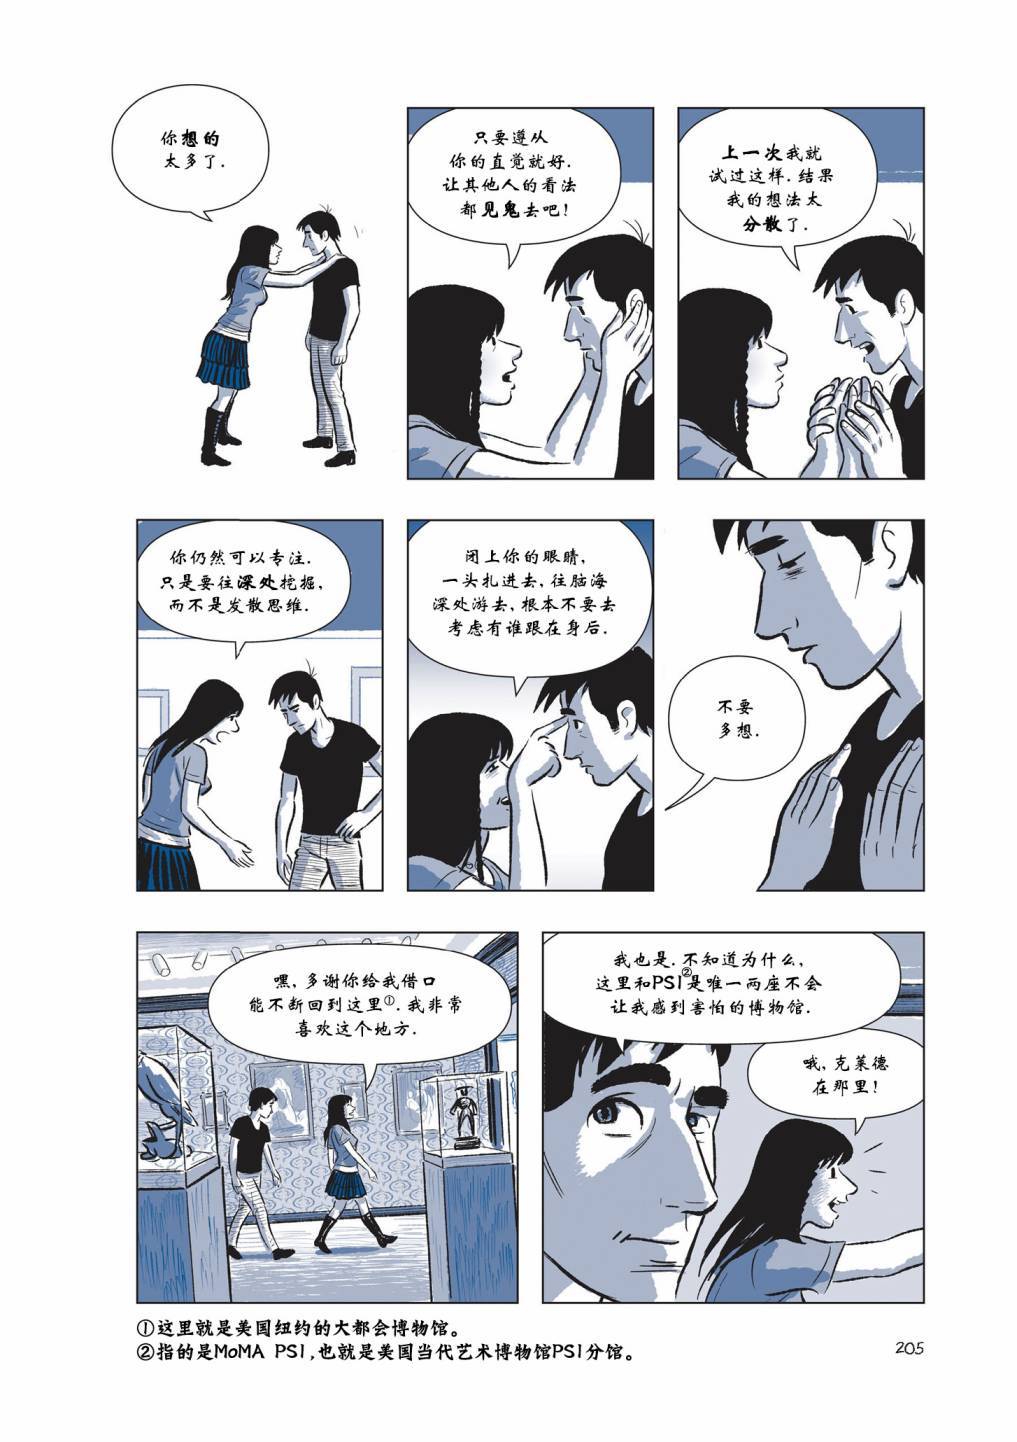 你想的
太多了.
只要遵从
你的直觉就好.
让其他人的看法
都见鬼去吧!
上一次我就
试过这样.结果
我的想法太
分散了.
你仍然可以专注.
只是要往深处挖掘,
而不是发散思维.
闭上你的眼睛,
一头扎进去,往脑海
深处游去,根本不要去
考虑有谁跟在身后.
不要
多想.
嘿,多谢你给我借口
能不断回到这里①.我非常
喜欢这个地方.
我也是.不知道为什么,
这里和PS1②是唯一两座不会
让我感到害怕的博物馆.
哦,克莱德
在那里!
①这里就是美国纽约的大都会博物馆。
②指的是MoMA PS1,也就是美国当代艺术博物馆PS1分馆。
205